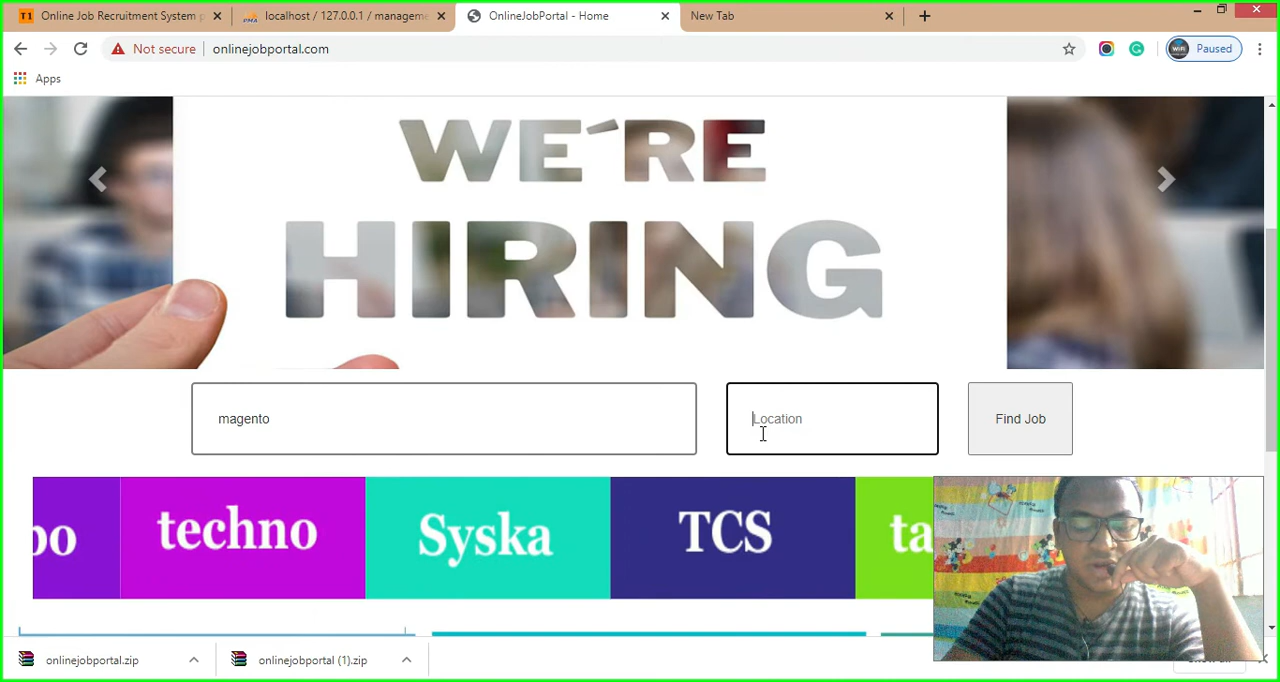 Online Job Recruitment System p
localhost / 127.0.0.1 / manageme
OnlineJobPortal - Home
New Tab
Not secure
onlinejobportal.com
Paused
Apps
WE'RE
HIRING
magento
Location
Find Job
techno
Syska
TCS
ta
onlinejobportal.zip
onlinejobportal (1).zip